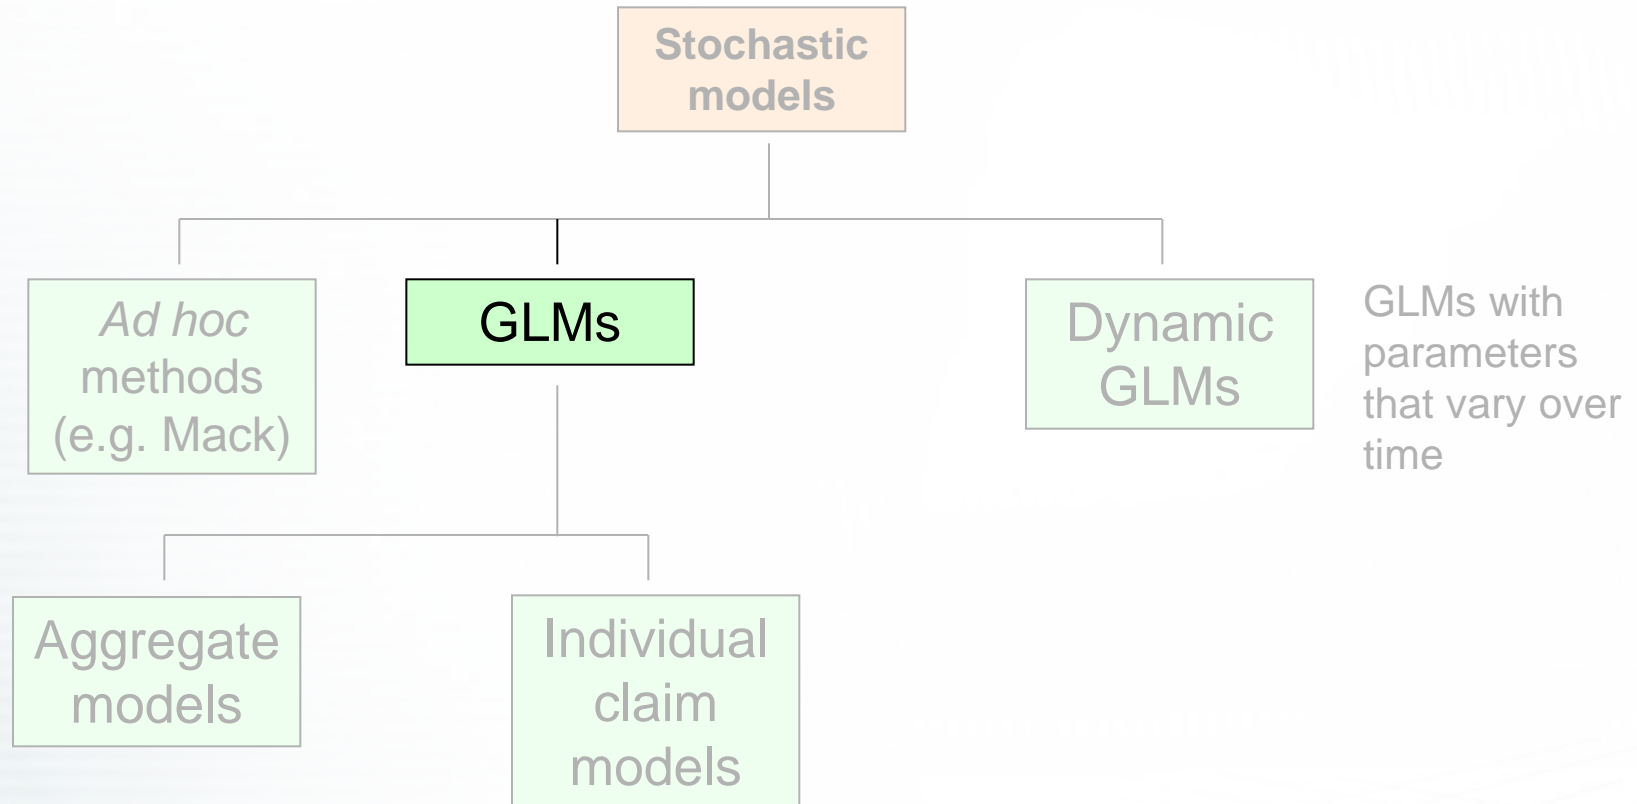 Stochastic
models
Ad hoc
methods
(e.g. Mack)
GLMs
Dynamic
GLMs
GLMs with
parameters
that vary over
time
Aggregate
models
Individual
claim
models